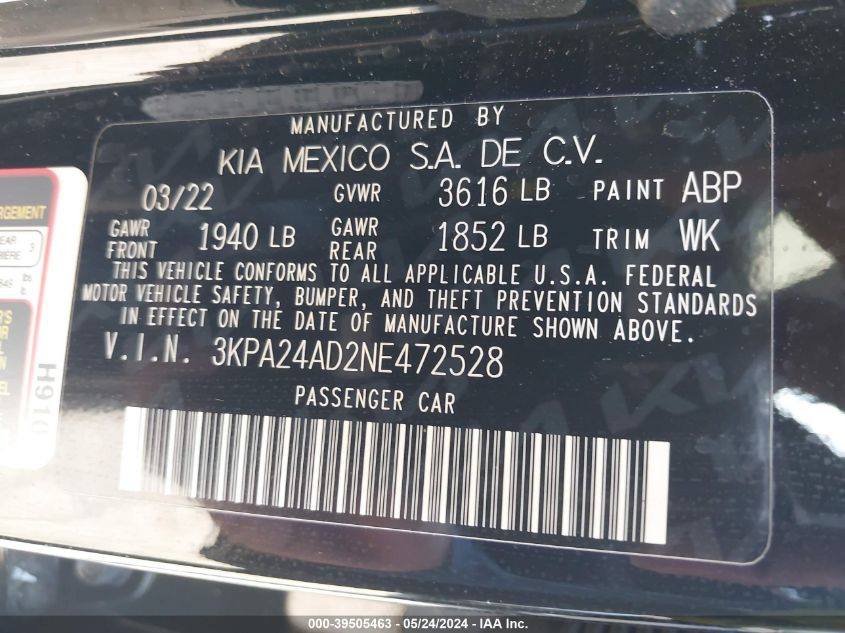 MANUFACTURED BY
KIA MEXICO S.A. DE C.V.
03/22 GVWR 3616 LB PAINT ABP
GAWR FRONT 1940 LB GAWR REAR 1852 LB TRIM WK
THIS VEHICLE CONFORMS TO ALL APPLICABLE U.S.A. FEDERAL
MOTOR VEHICLE SAFETY, BUMPER, AND THEFT PREVENTION STANDARDS
IN EFFECT ON THE DATE OF MANUFACTURE SHOWN ABOVE.
V.I.N. 3KPA24AD2NE472528
PASSENGER CAR
H910
000-39505463 - 05/24/2024 - IAA Inc.